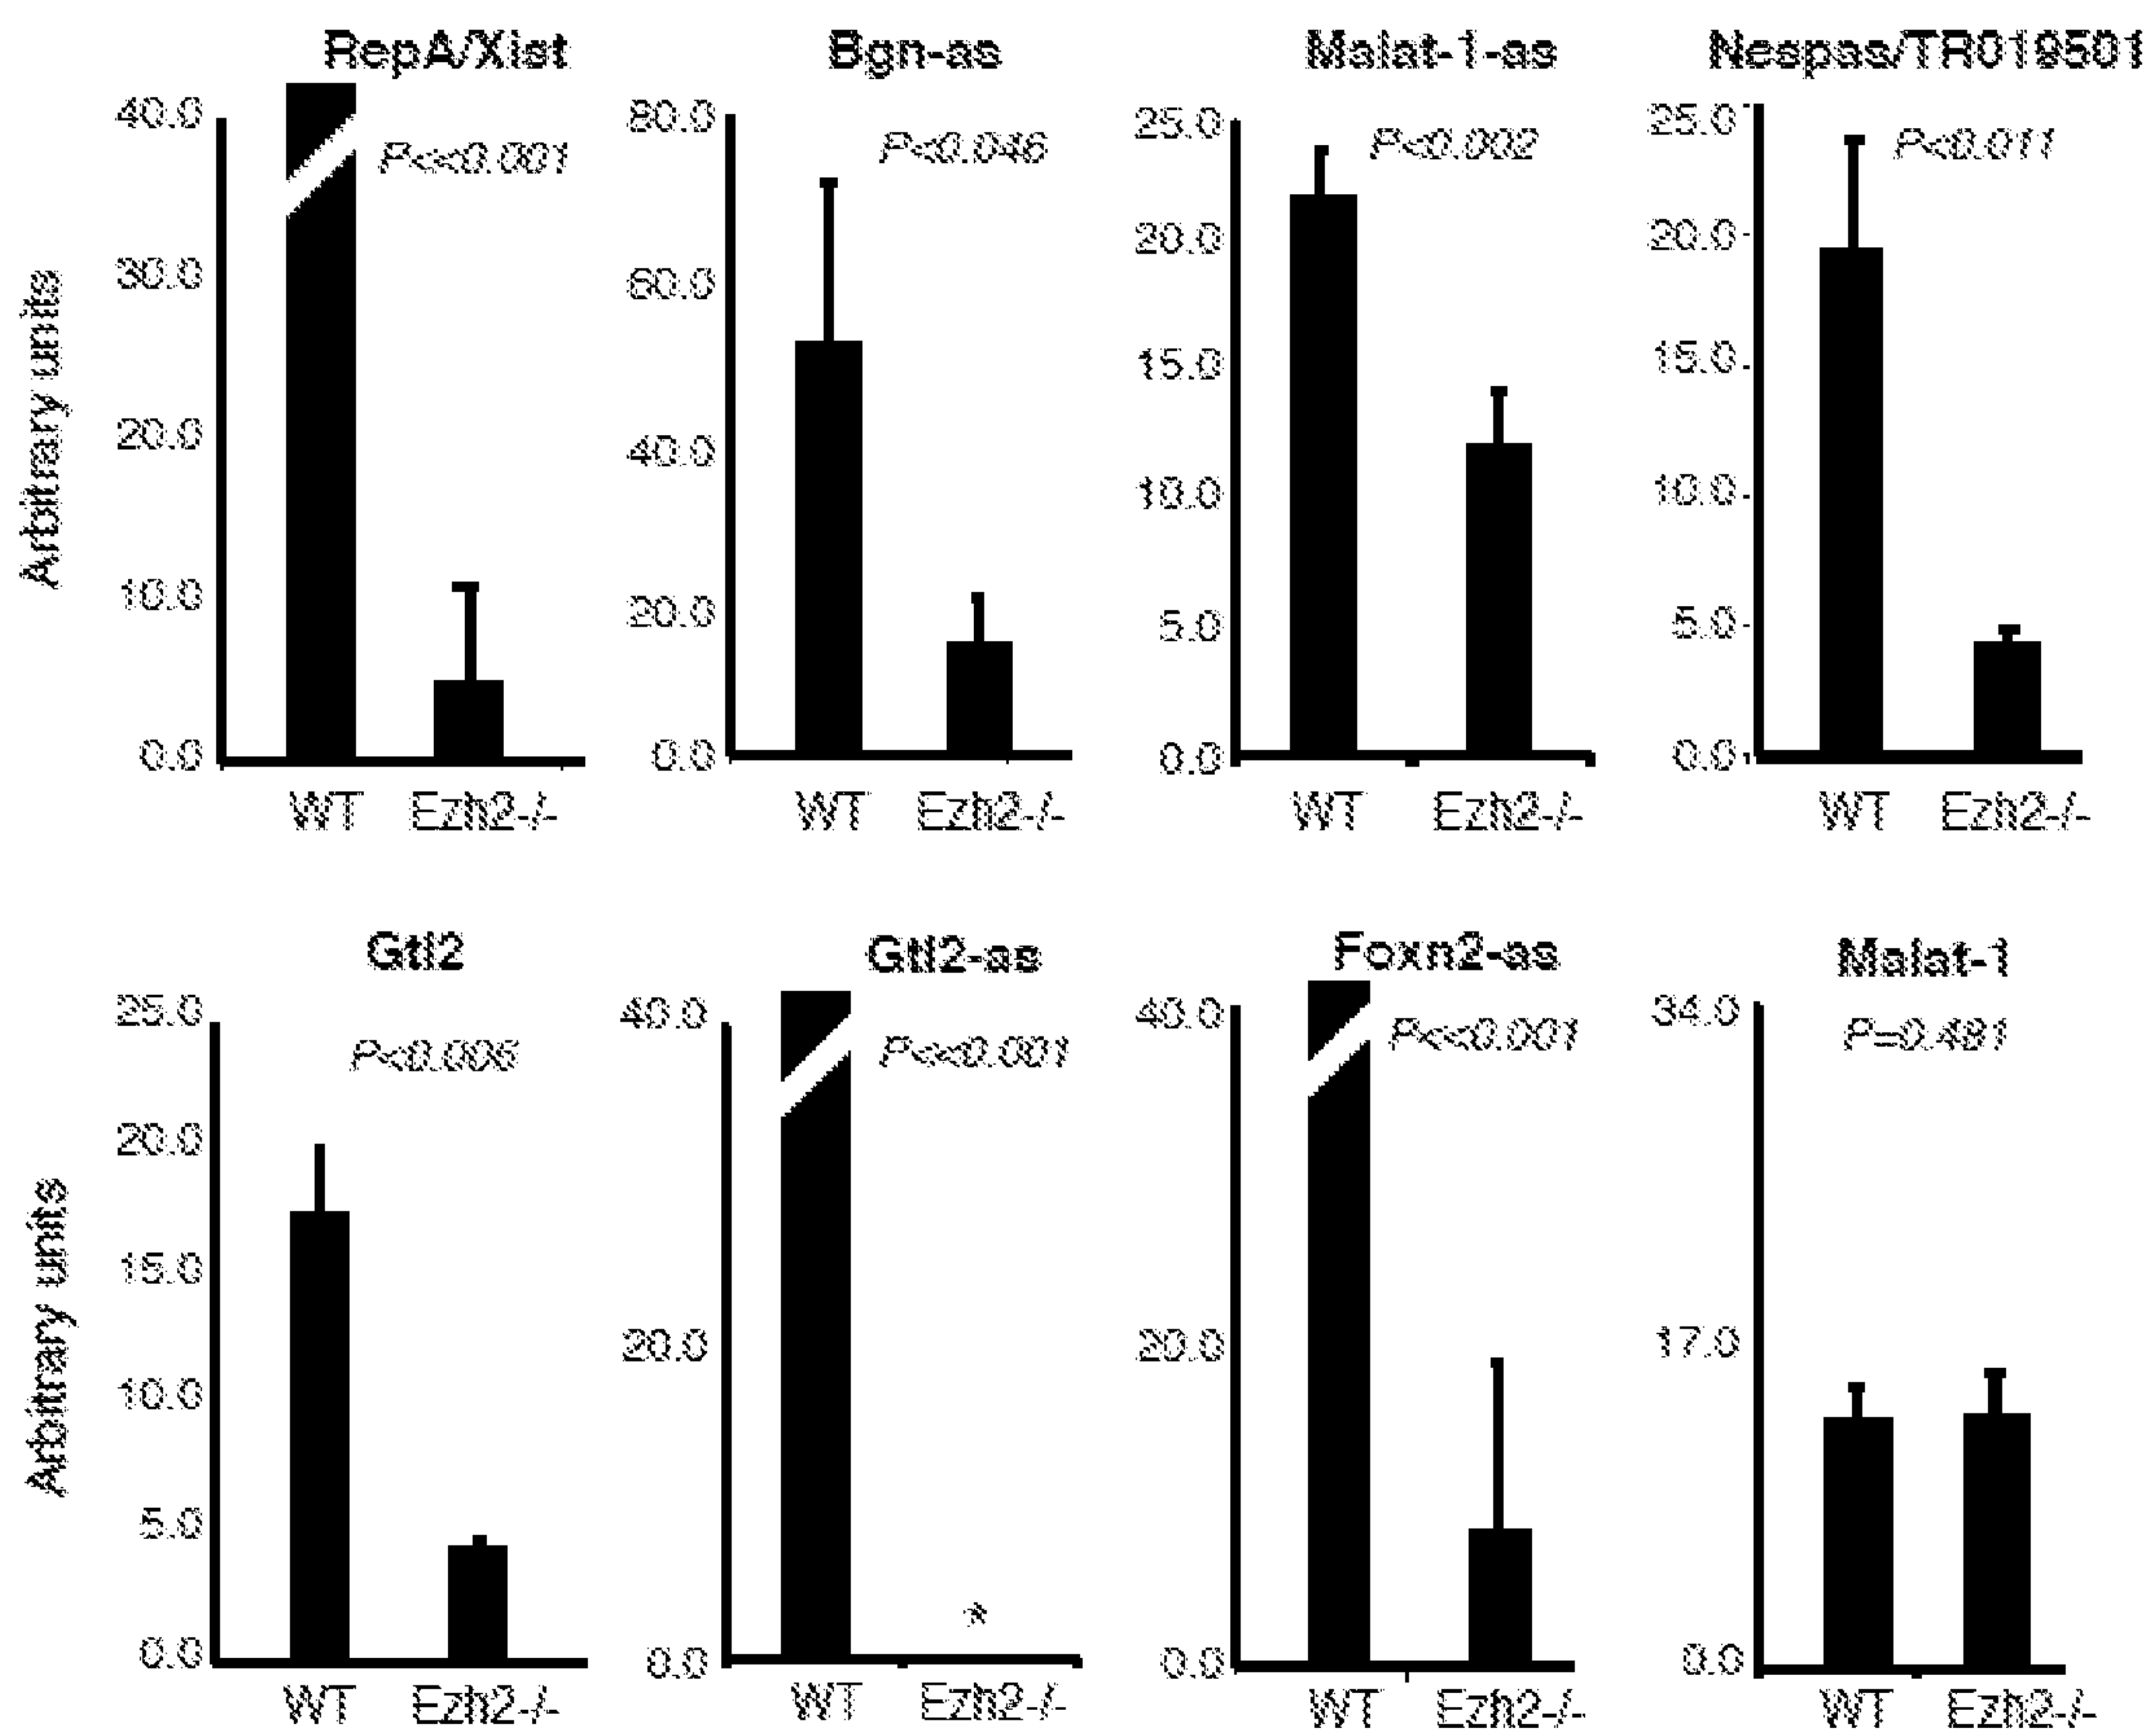 RepA/Xist
P<<0.001
40.0
30.0
20.0
10.0
0.0
Arbitrary units
WT Ezh2-/-
Bgn-as
P<0.046
80.0
60.0
40.0
20.0
0.0
WT Ezh2-/-
Malat-1-as
P<0.002
25.0
20.0
15.0
10.0
5.0
0.0
WT Ezh2-/-
Nespas/TR019501
P<0.011
25.0
20.0
15.0
10.0
5.0
0.0
WT Ezh2-/-
Gtl2
25.0
20.0
15.0
10.0
5.0
0.0
Arbitrary units
WT Ezh2-/-
Gtl2-as
P<<0.001
40.0
20.0
0.0
*
WT Ezh2-/-
Foxn2-as
P<<0.001
40.0
20.0
0.0
WT Ezh2-/-
Malat-1
P=0.481
34.0
17.0
0.0
WT Ezh2-/-